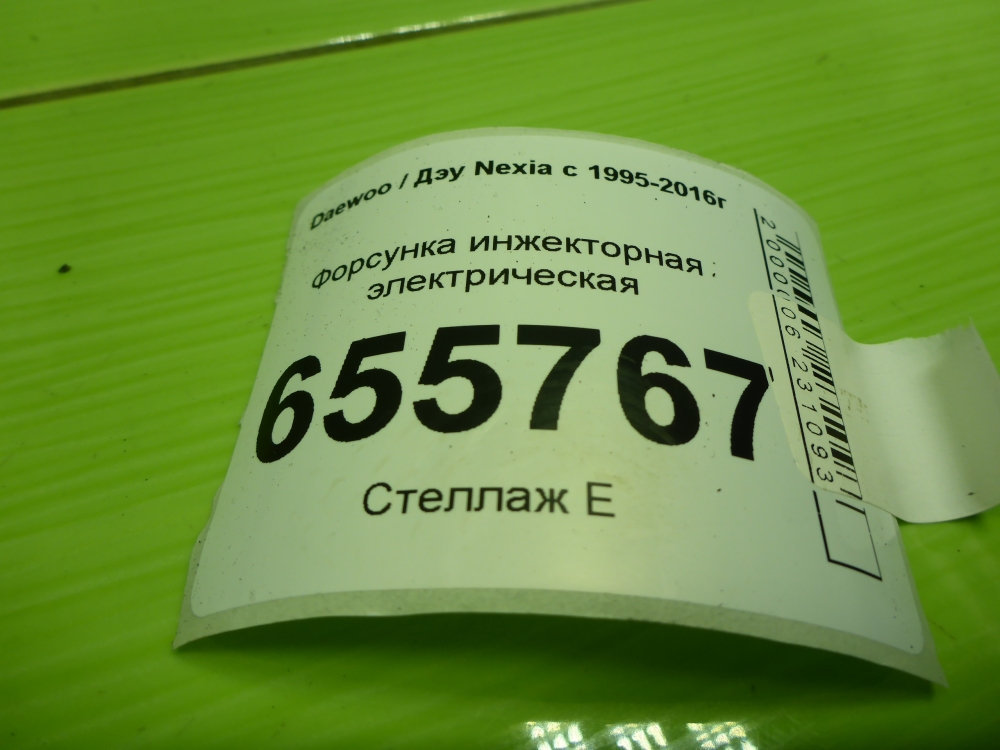 Daewoo / Дэу Nexia с 1995-2016г
Форсунка инжекторная
электрическая
655767
Стеллаж Е
2000006231093